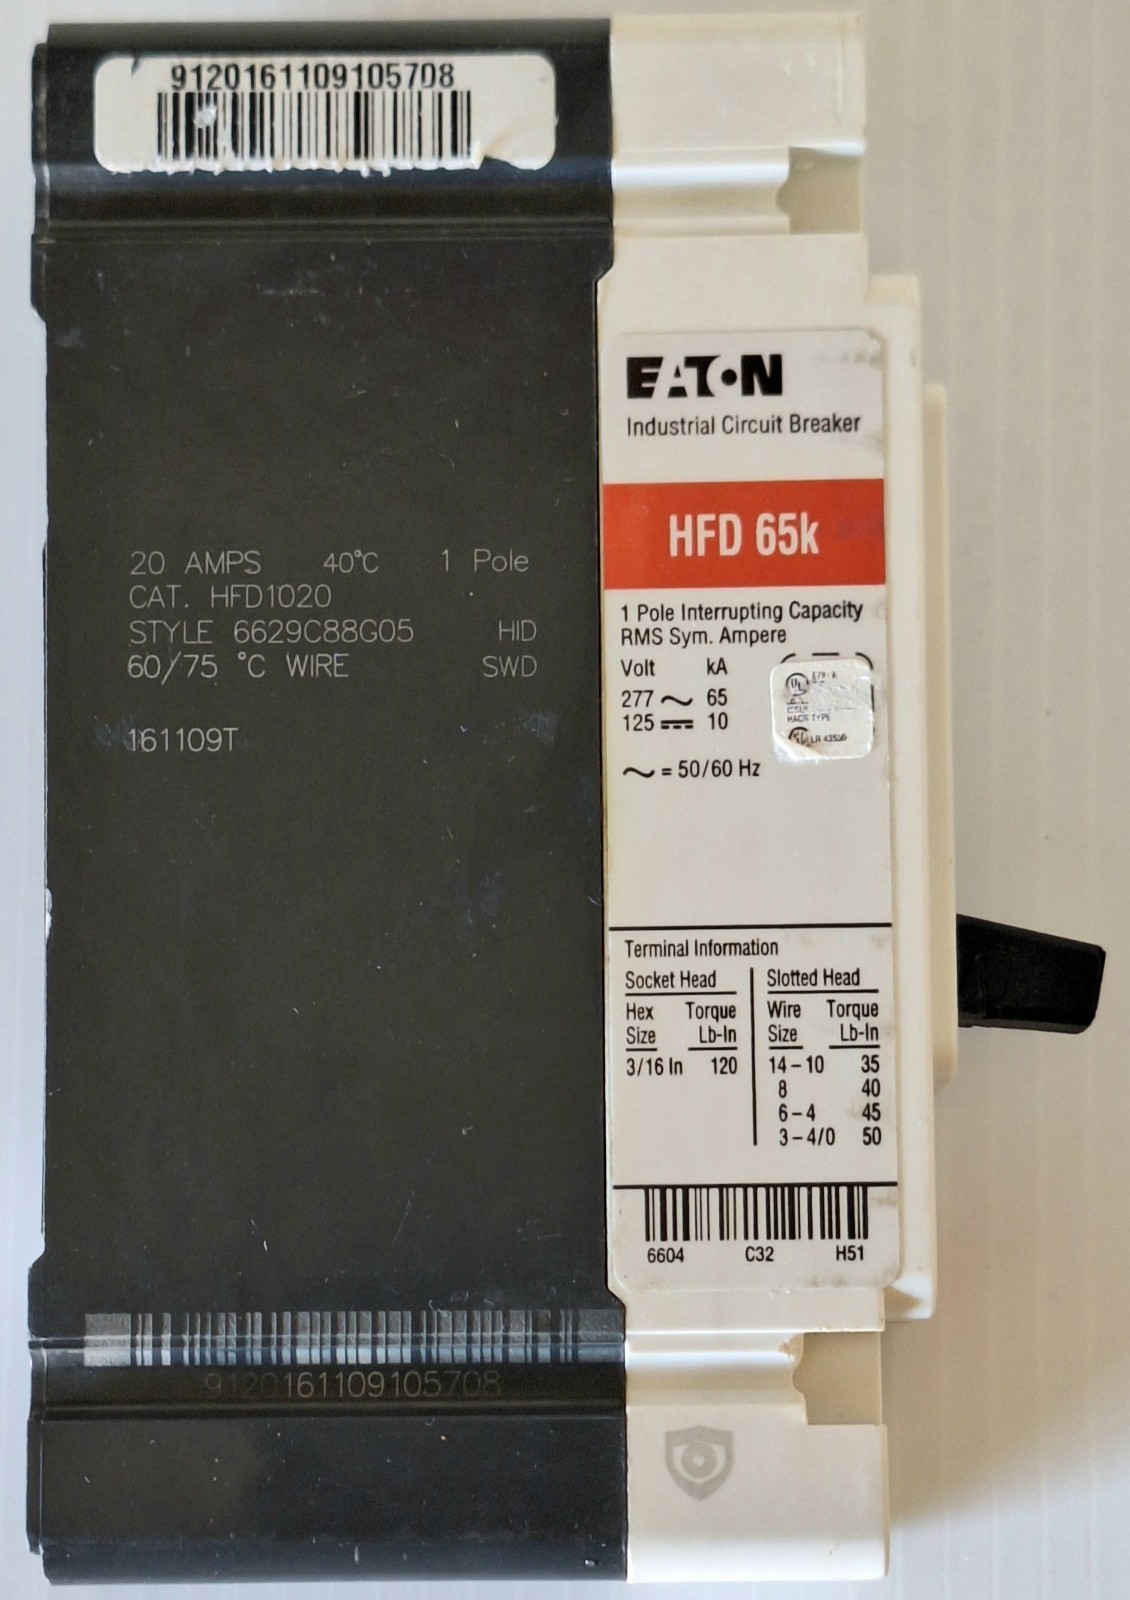 9120161109105708
20 AMPS 40°C 1 Pole
CAT. HFD1020
STYLE 6629C88G05 HID
60/75 °C WIRE SWD
161109T
EATON
Industrial Circuit Breaker
HFD 65k
1 Pole Interrupting Capacity
RMS Sym. Ampere
Volt kA
277 ～ 65
125 ⎓ 10
～ = 50/60 Hz
UL
HACR TYPE
Terminal Information
Socket Head Slotted Head
Hex Torque Wire Torque
Size Lb-In Size Lb-In
3/16 In 120 14-10 35
8 40
6-4 45
3-4/0 50
6604 C32 H51
9120161109105708